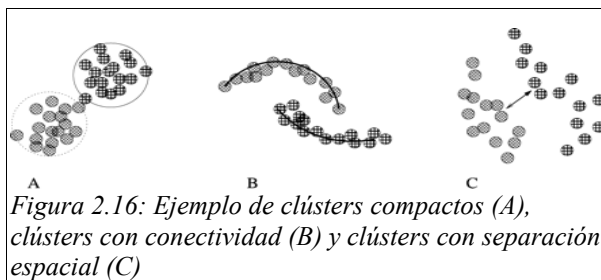 A B C
Figura 2.16: Ejemplo de clústers compactos (A),
clústers con conectividad (B) y clústers con separación
espacial (C)